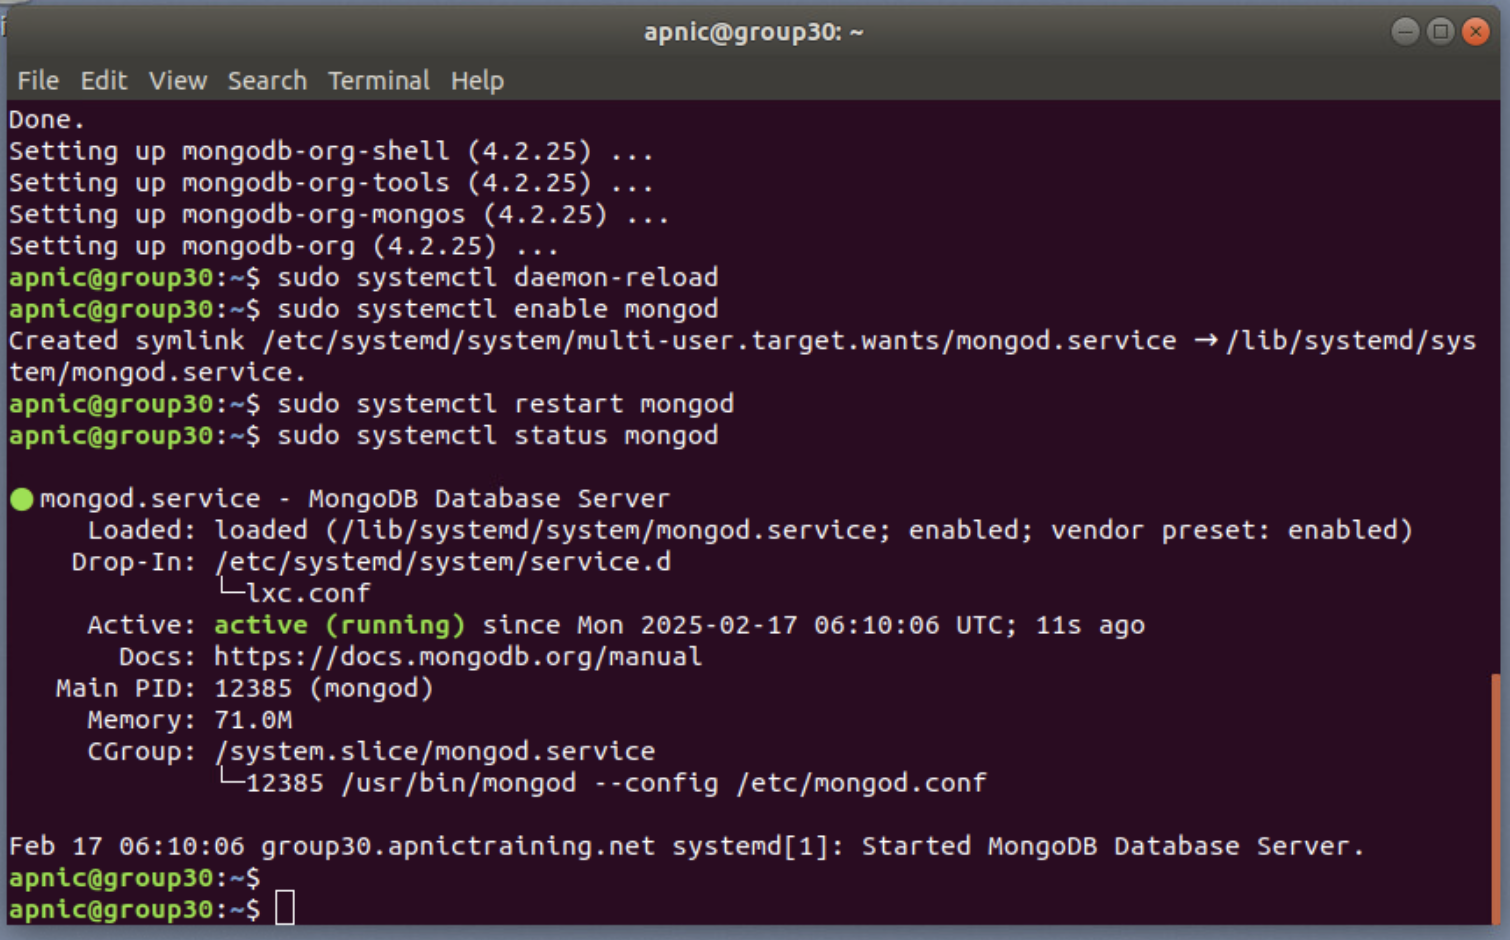 apnic@group30: ~
File Edit View Search Terminal Help
Done.
Setting up mongodb-org-shell (4.2.25) ...
Setting up mongodb-org-tools (4.2.25) ...
Setting up mongodb-org-mongos (4.2.25) ...
Setting up mongodb-org (4.2.25) ...
apnic@group30:~$ sudo systemctl daemon-reload
apnic@group30:~$ sudo systemctl enable mongod
Created symlink /etc/systemd/system/multi-user.target.wants/mongod.service → /lib/systemd/sys
tem/mongod.service.
apnic@group30:~$ sudo systemctl restart mongod
apnic@group30:~$ sudo systemctl status mongod
● mongod.service - MongoDB Database Server
Loaded: loaded (/lib/systemd/system/mongod.service; enabled; vendor preset: enabled)
Drop-In: /etc/systemd/system/service.d
└─lxc.conf
Active: active (running) since Mon 2025-02-17 06:10:06 UTC; 11s ago
Docs: https://docs.mongodb.org/manual
Main PID: 12385 (mongod)
Memory: 71.0M
CGroup: /system.slice/mongod.service
└─12385 /usr/bin/mongod --config /etc/mongod.conf
Feb 17 06:10:06 group30.apnictraining.net systemd[1]: Started MongoDB Database Server.
apnic@group30:~$
apnic@group30:~$